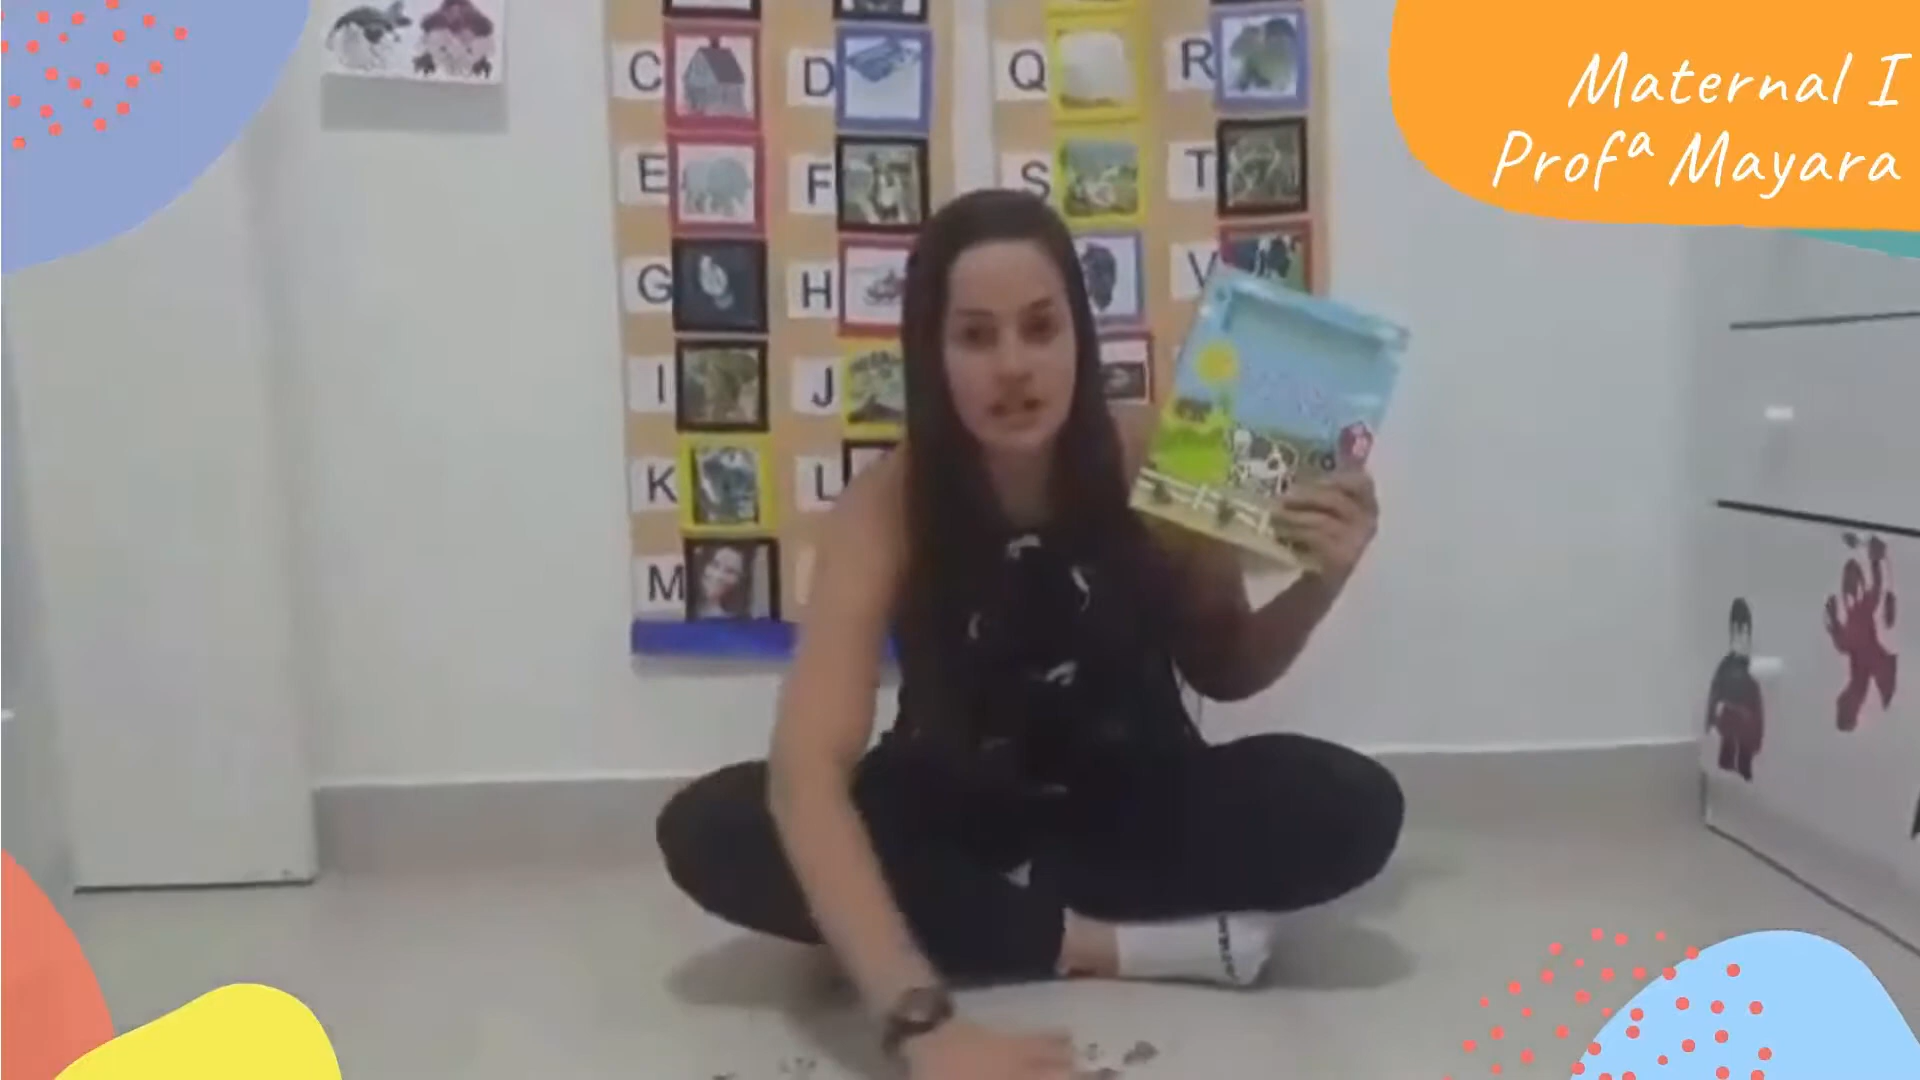 Maternal I
Profª Mayara
C D
E F
G H
I J
K L
M
Q R
S T
V